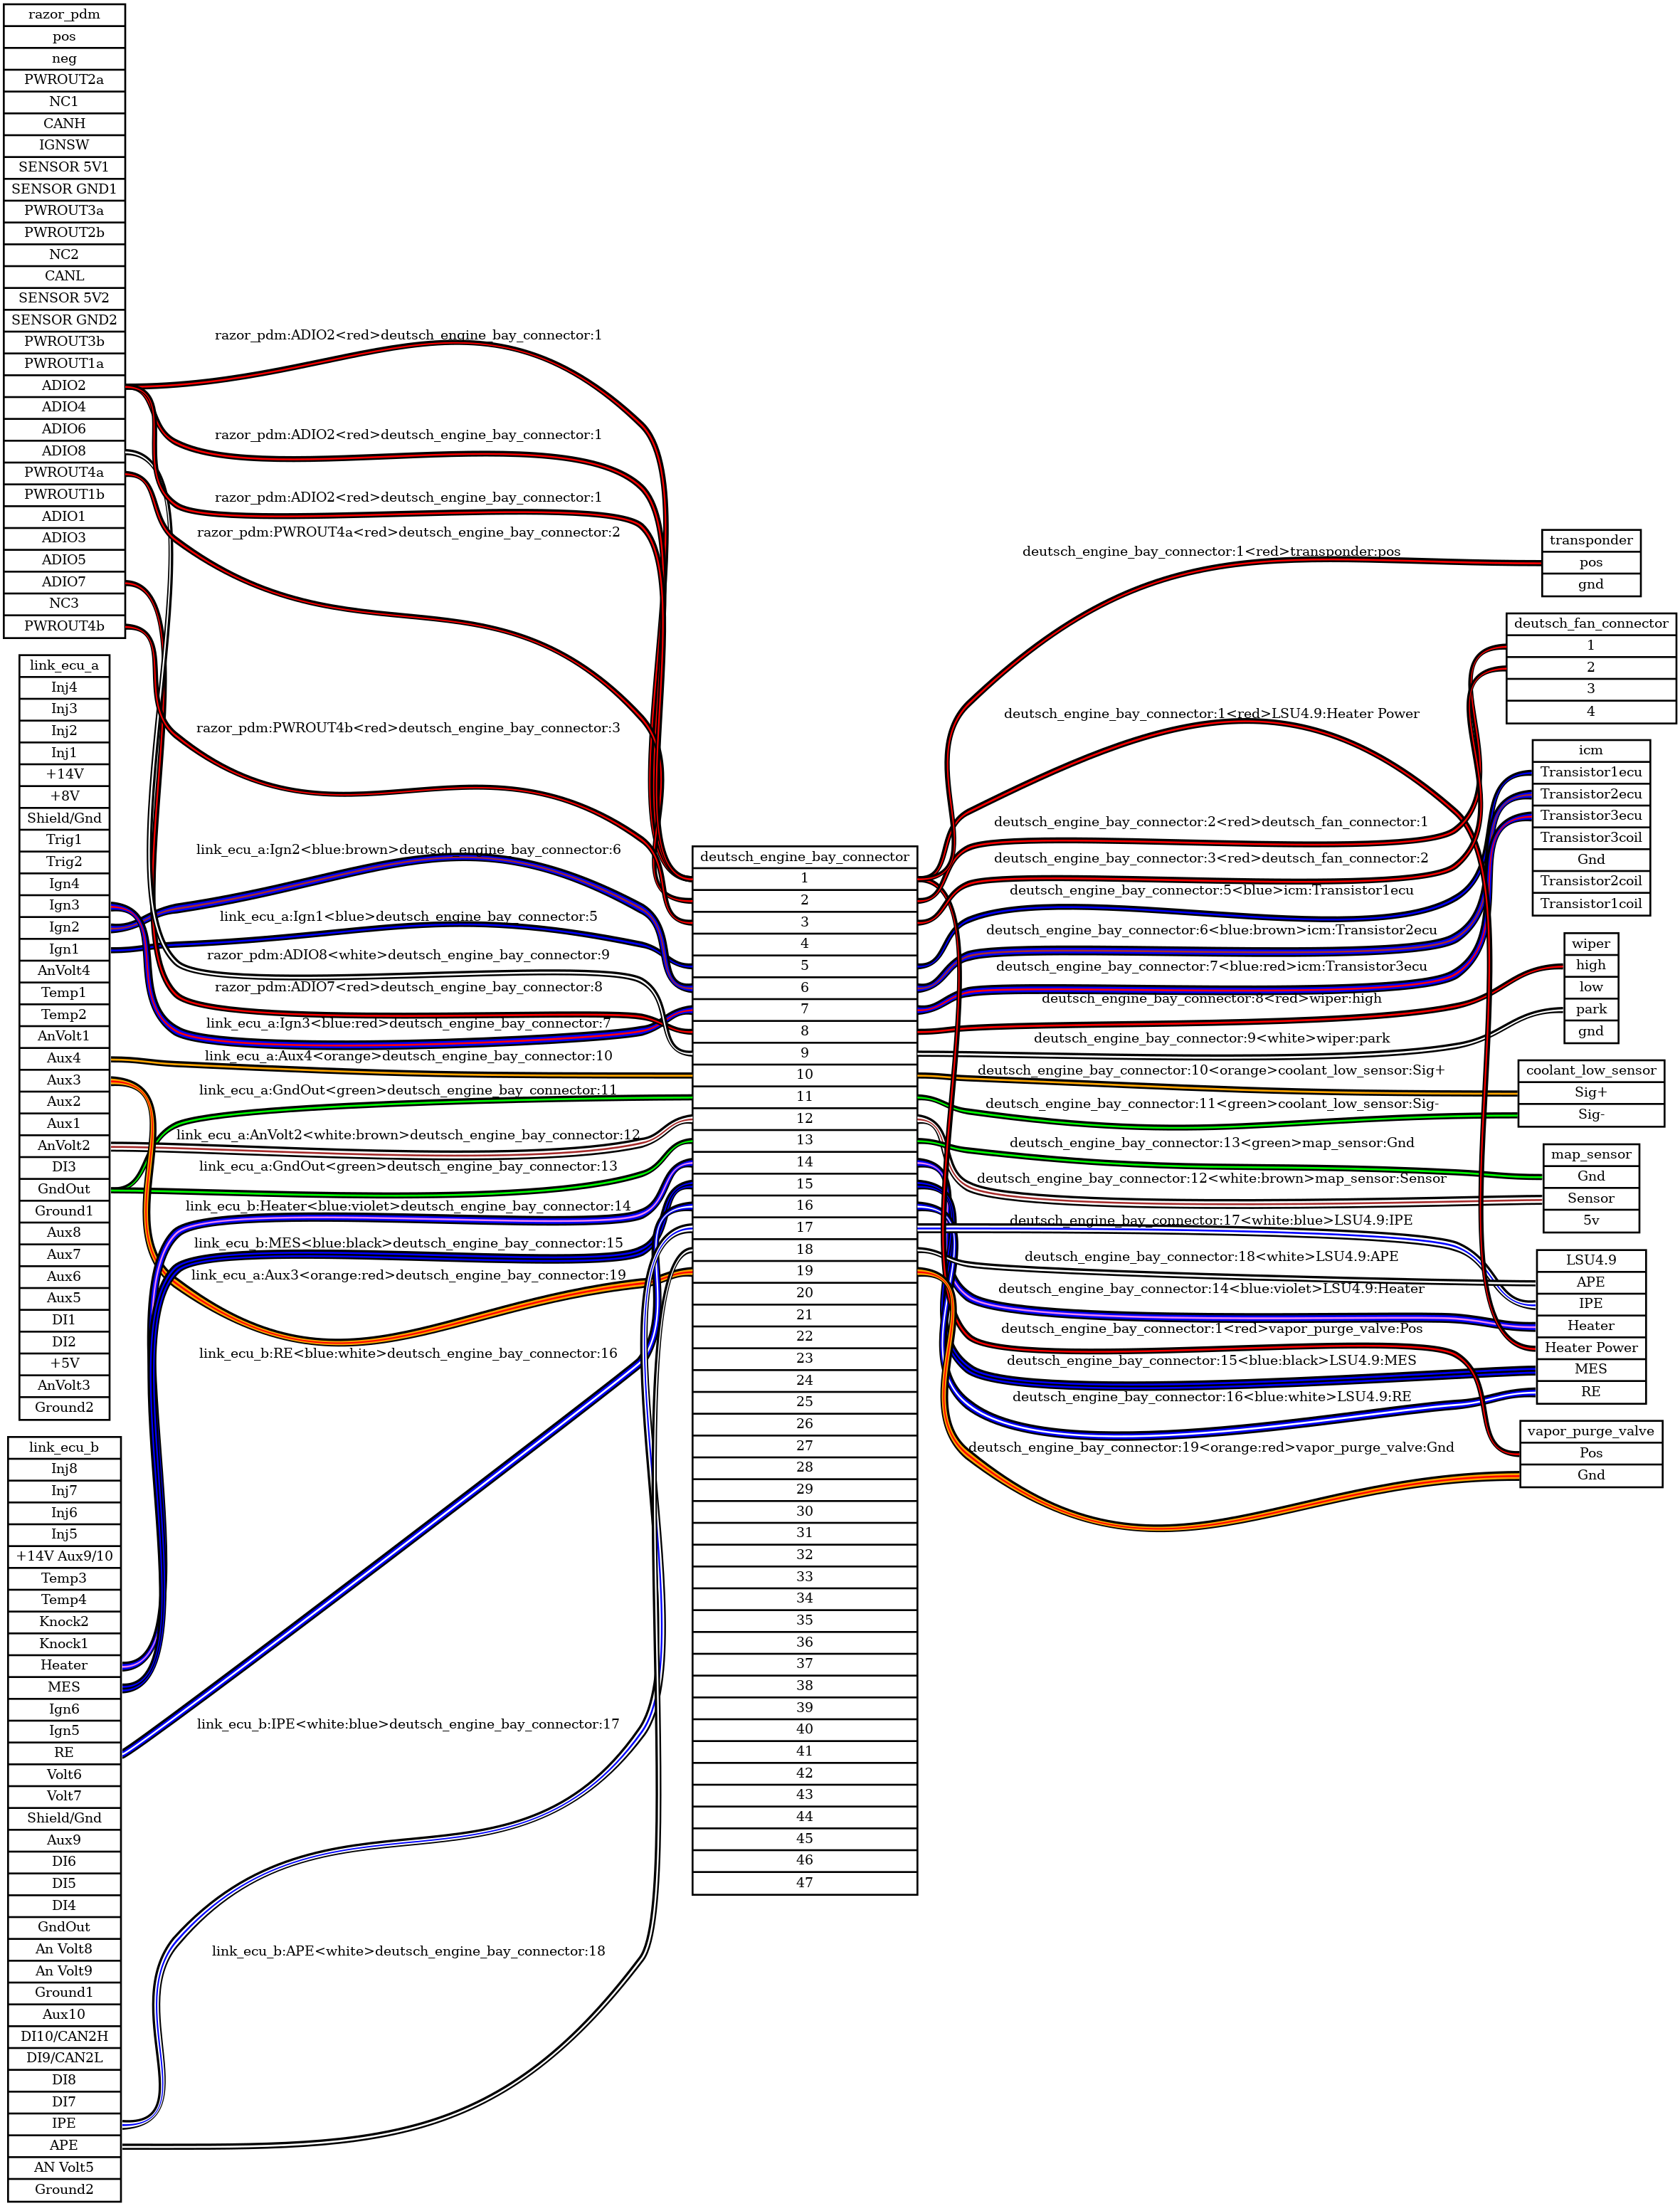 razor_pdm
pos
neg
PWROUT2a
NC1
CANH
IGNSW
SENSOR 5V1
SENSOR GND1
PWROUT3a
PWROUT2b
NC2
CANL
SENSOR 5V2
SENSOR GND2
PWROUT3b
PWROUT1a
ADIO2
ADIO4
ADIO6
ADIO8
PWROUT4a
PWROUT1b
ADIO1
ADIO3
ADIO5
ADIO7
NC3
PWROUT4b
link_ecu_a
Inj4
Inj3
Inj2
Inj1
+14V
+8V
Shield/Gnd
Trig1
Trig2
Ign4
Ign3
Ign2
Ign1
AnVolt4
Temp1
Temp2
AnVolt1
Aux4
Aux3
Aux2
Aux1
AnVolt2
DI3
GndOut
Ground1
Aux8
Aux7
Aux6
Aux5
DI1
DI2
+5V
AnVolt3
Ground2
link_ecu_b
Inj8
Inj7
Inj6
Inj5
+14V Aux9/10
Temp3
Temp4
Knock2
Knock1
Heater
MES
Ign6
Ign5
RE
Volt6
Volt7
Shield/Gnd
Aux9
DI6
DI5
DI4
GndOut
An Volt8
An Volt9
Ground1
Aux10
DI10/CAN2H
DI9/CAN2L
DI8
DI7
IPE
APE
AN Volt5
Ground2
razor_pdm:ADIO2<red>deutsch_engine_bay_connector:1
razor_pdm:ADIO2<red>deutsch_engine_bay_connector:1
razor_pdm:ADIO2<red>deutsch_engine_bay_connector:1
razor_pdm:PWROUT4a<red>deutsch_engine_bay_connector:2
razor_pdm:PWROUT4b<red>deutsch_engine_bay_connector:3
link_ecu_a:Ign2<blue:brown>deutsch_engine_bay_connector:6
link_ecu_a:Ign1<blue>deutsch_engine_bay_connector:5
razor_pdm:ADIO8<white>deutsch_engine_bay_connector:9
razor_pdm:ADIO7<red>deutsch_engine_bay_connector:8
link_ecu_a:Ign3<blue:red>deutsch_engine_bay_connector:7
link_ecu_a:Aux4<orange>deutsch_engine_bay_connector:10
link_ecu_a:GndOut<green>deutsch_engine_bay_connector:11
link_ecu_a:AnVolt2<white:brown>deutsch_engine_bay_connector:12
link_ecu_a:GndOut<green>deutsch_engine_bay_connector:13
link_ecu_b:Heater<blue:violet>deutsch_engine_bay_connector:14
link_ecu_b:MES<blue:black>deutsch_engine_bay_connector:15
link_ecu_a:Aux3<orange:red>deutsch_engine_bay_connector:19
link_ecu_b:RE<blue:white>deutsch_engine_bay_connector:16
link_ecu_b:IPE<white:blue>deutsch_engine_bay_connector:17
link_ecu_b:APE<white>deutsch_engine_bay_connector:18
deutsch_engine_bay_connector
1
2
3
4
5
6
7
8
9
10
11
12
13
14
15
16
17
18
19
20
21
22
23
24
25
26
27
28
29
30
31
32
33
34
35
36
37
38
39
40
41
42
43
44
45
46
47
deutsch_engine_bay_connector:1<red>transponder:pos
deutsch_engine_bay_connector:1<red>LSU4.9:Heater Power
deutsch_engine_bay_connector:2<red>deutsch_fan_connector:1
deutsch_engine_bay_connector:3<red>deutsch_fan_connector:2
deutsch_engine_bay_connector:5<blue>icm:Transistor1ecu
deutsch_engine_bay_connector:6<blue:brown>icm:Transistor2ecu
deutsch_engine_bay_connector:7<blue:red>icm:Transistor3ecu
deutsch_engine_bay_connector:8<red>wiper:high
deutsch_engine_bay_connector:9<white>wiper:park
deutsch_engine_bay_connector:10<orange>coolant_low_sensor:Sig+
deutsch_engine_bay_connector:11<green>coolant_low_sensor:Sig-
deutsch_engine_bay_connector:13<green>map_sensor:Gnd
deutsch_engine_bay_connector:12<white:brown>map_sensor:Sensor
deutsch_engine_bay_connector:17<white:blue>LSU4.9:IPE
deutsch_engine_bay_connector:18<white>LSU4.9:APE
deutsch_engine_bay_connector:14<blue:violet>LSU4.9:Heater
deutsch_engine_bay_connector:1<red>vapor_purge_valve:Pos
deutsch_engine_bay_connector:15<blue:black>LSU4.9:MES
deutsch_engine_bay_connector:16<blue:white>LSU4.9:RE
deutsch_engine_bay_connector:19<orange:red>vapor_purge_valve:Gnd
transponder
pos
gnd
deutsch_fan_connector
1
2
3
4
icm
Transistor1ecu
Transistor2ecu
Transistor3ecu
Transistor3coil
Gnd
Transistor2coil
Transistor1coil
wiper
high
low
park
gnd
coolant_low_sensor
Sig+
Sig-
map_sensor
Gnd
Sensor
5v
LSU4.9
APE
IPE
Heater
Heater Power
MES
RE
vapor_purge_valve
Pos
Gnd